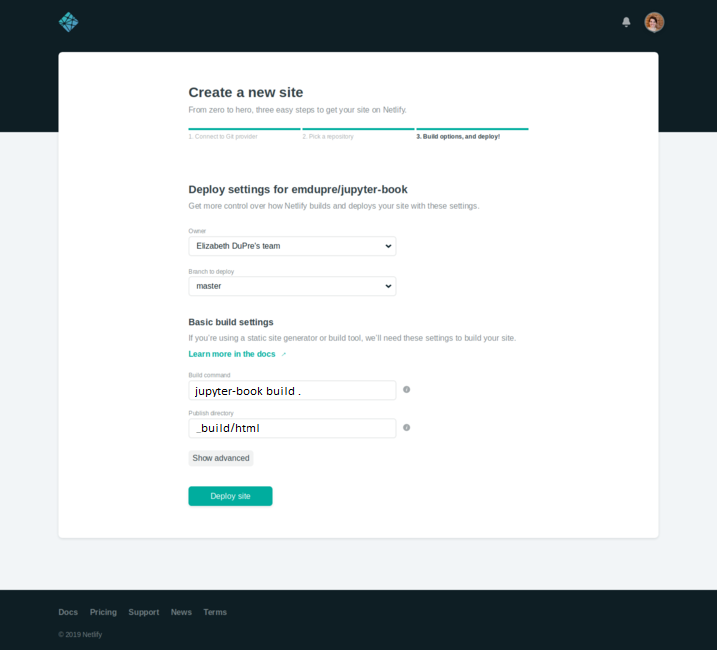 Create a new site
From zero to hero, three easy steps to get your site on Netlify.
1. Connect to Git provider
2. Pick a repository
3. Build options, and deploy!
Deploy settings for emdupre/jupyter-book
Get more control over how Netlify builds and deploys your site with these settings.
Owner
Elizabeth DuPre's team
Branch to deploy
master
Basic build settings
If you're using a static site generator or build tool, we'll need these settings to build your site.
Learn more in the docs ↗
Build command
jupyter-book build .
Publish directory
_build/html
Show advanced
Deploy site
Docs Pricing Support News Terms
© 2019 Netlify